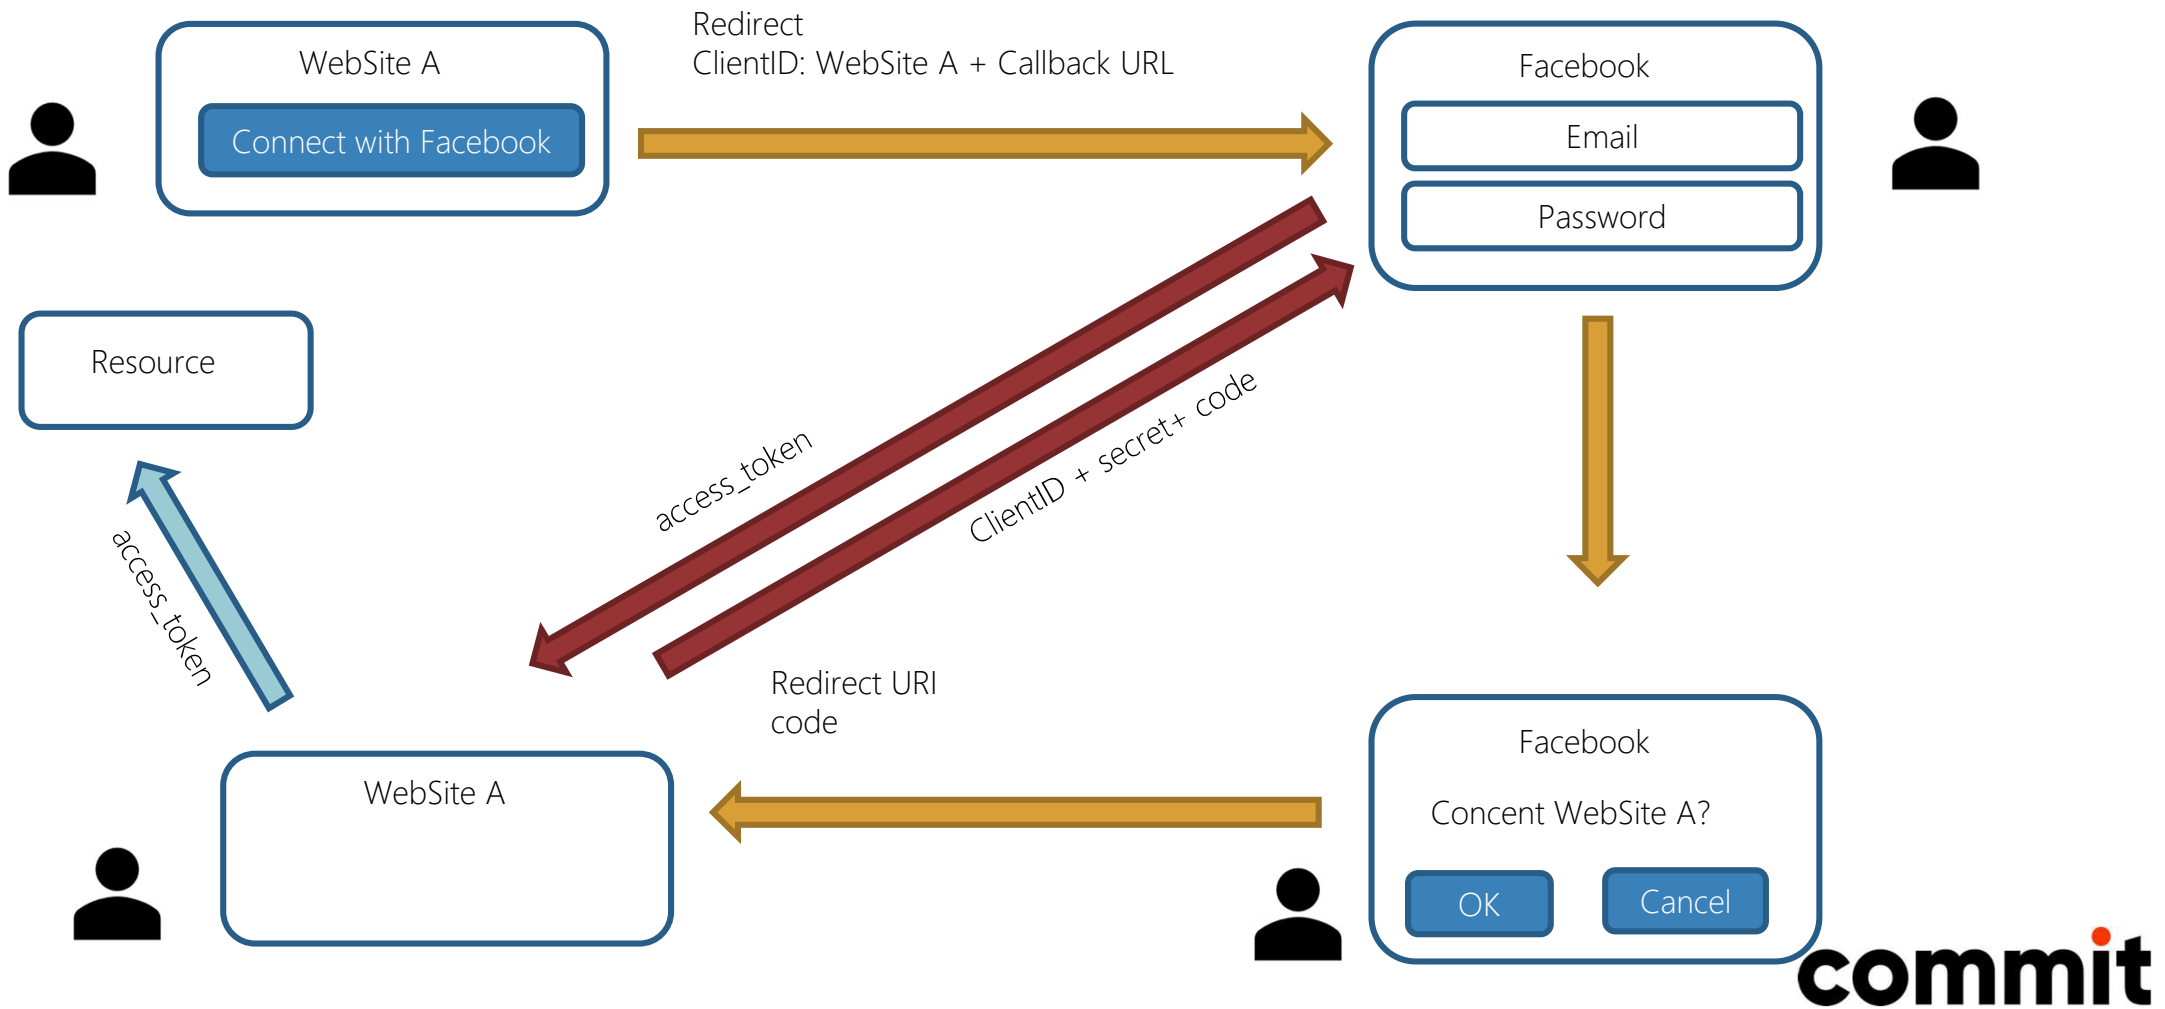 Redirect
ClientID: WebSite A + Callback URL
WebSite A
Connect with Facebook
Facebook
Email
Password
Resource
access_token
ClientID + secret+ code
access_token
Redirect URI
code
WebSite A
Facebook
Concent WebSite A?
OK
Cancel
commit